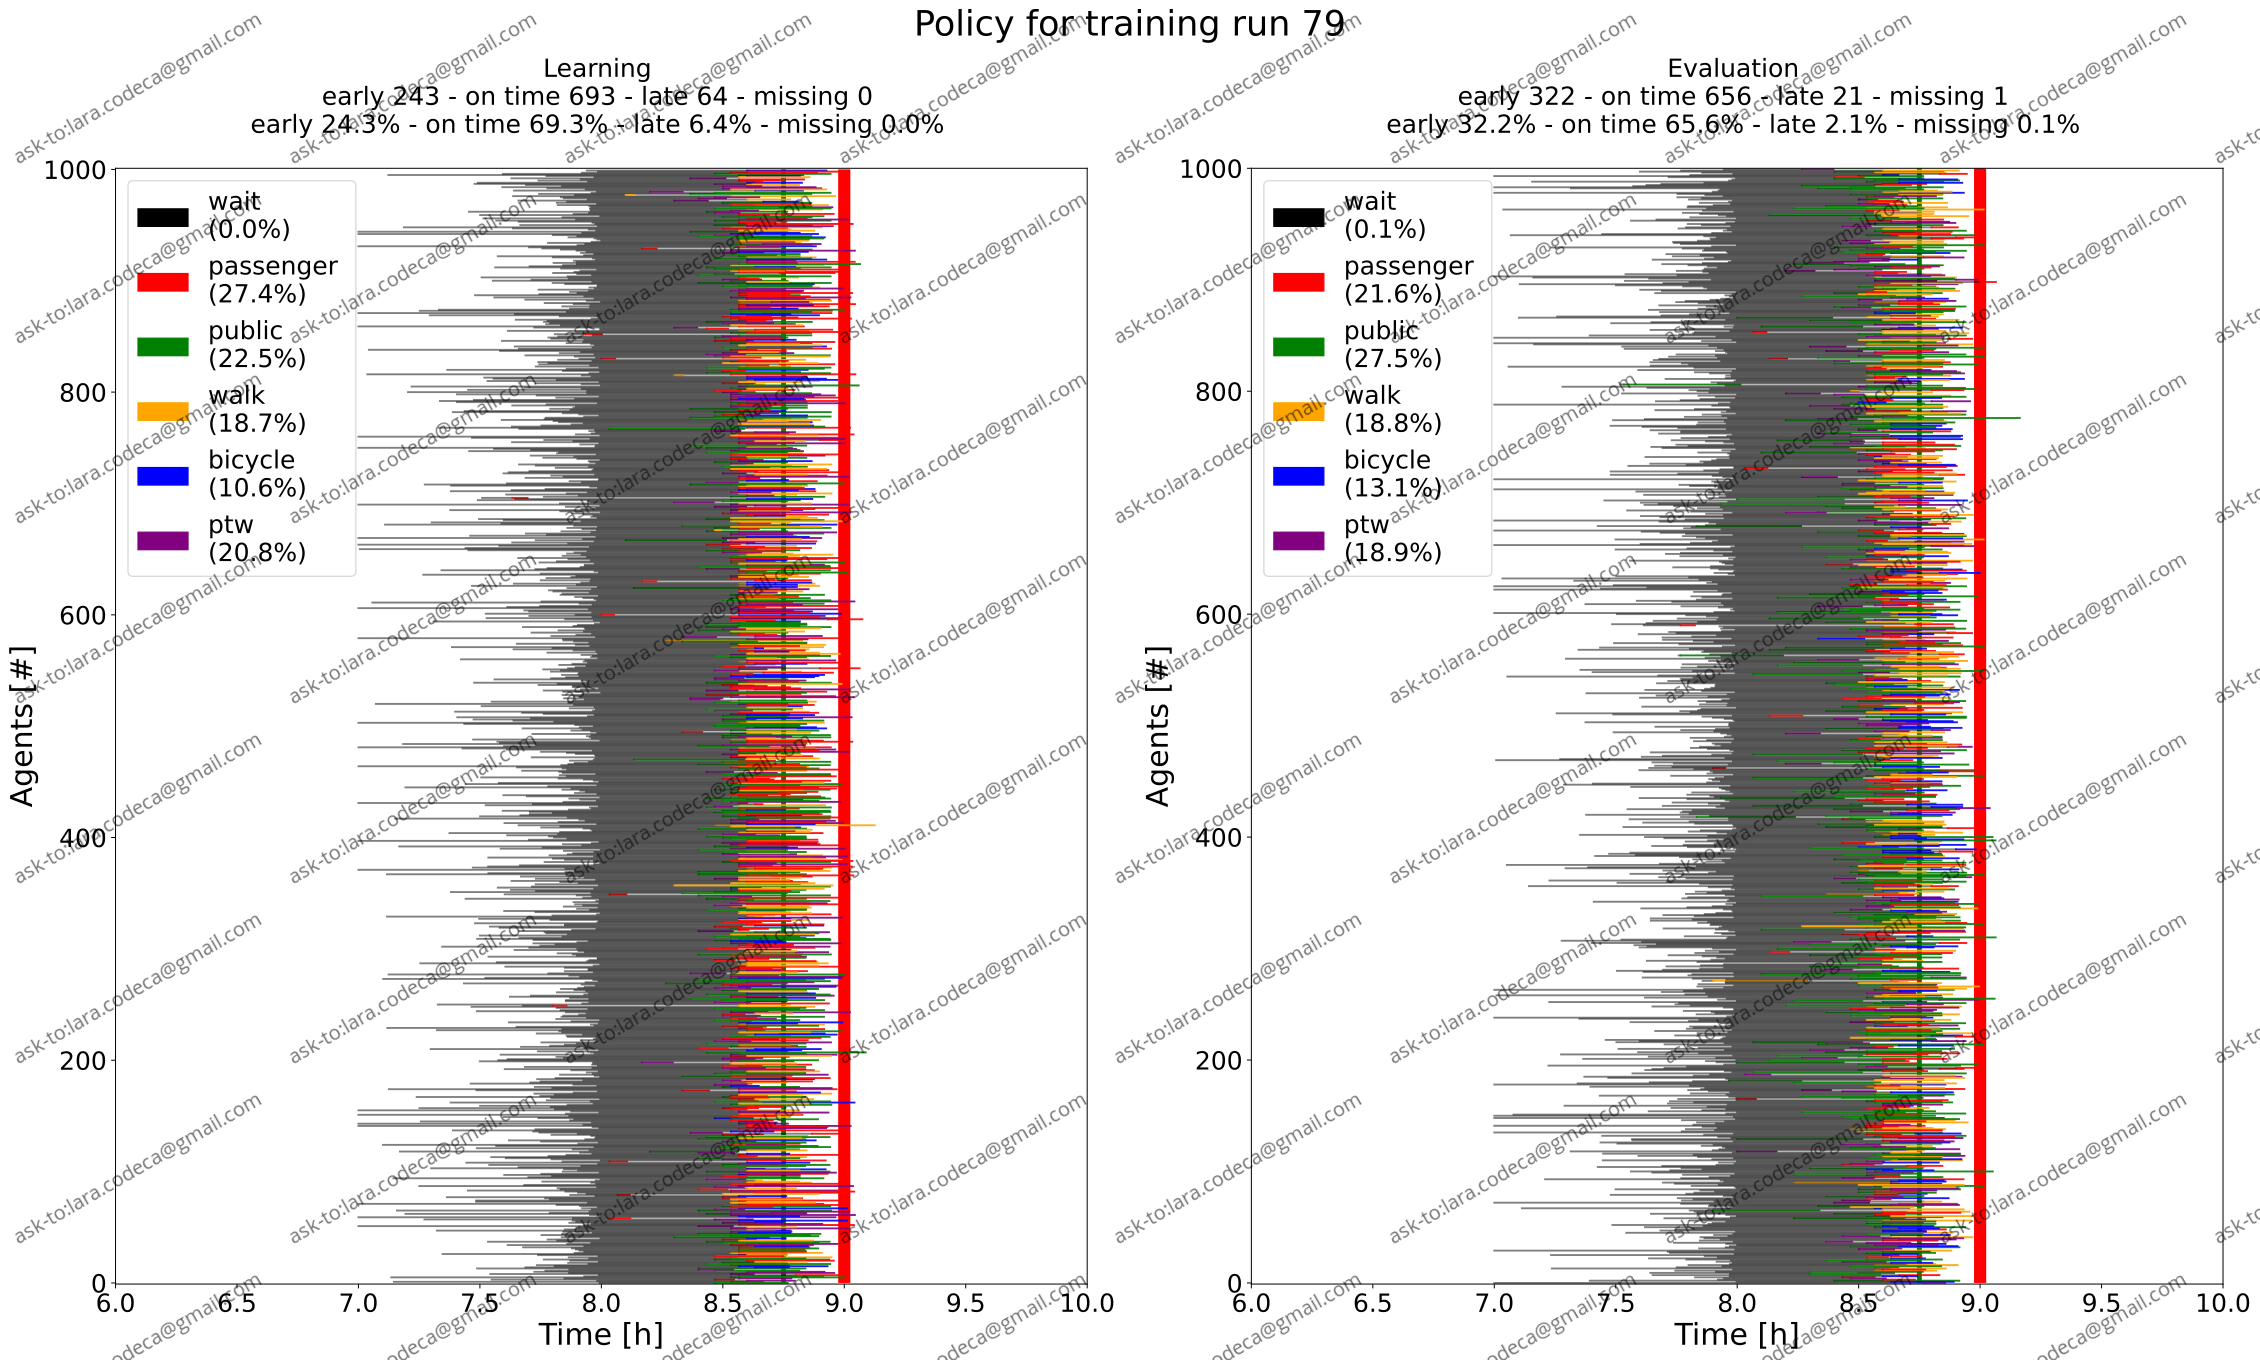 Policy for training run 79
Learning
early 243 - on time 693 - late 64 - missing 0
early 24.3% - on time 69.3% - late 6.4% - missing 0.0%
1000
800
600
400
200
0
Agents [#]
wait
(0.0%)
passenger
(27.4%)
public
(22.5%)
walk
(18.7%)
bicycle
(10.6%)
ptw
(20.8%)
6.0 6.5 7.0 7.5 8.0 8.5 9.0 9.5 10.0
Time [h]
Evaluation
early 322 - on time 656 - late 21 - missing 1
early 32.2% - on time 65.6% - late 2.1% - missing 0.1%
1000
800
600
400
200
0
Agents [#]
wait
(0.1%)
passenger
(21.6%)
public
(27.5%)
walk
(18.8%)
bicycle
(13.1%)
ptw
(18.9%)
6.0 6.5 7.0 7.5 8.0 8.5 9.0 9.5 10.0
Time [h]
ask-to:lara.codeca@gmail.com